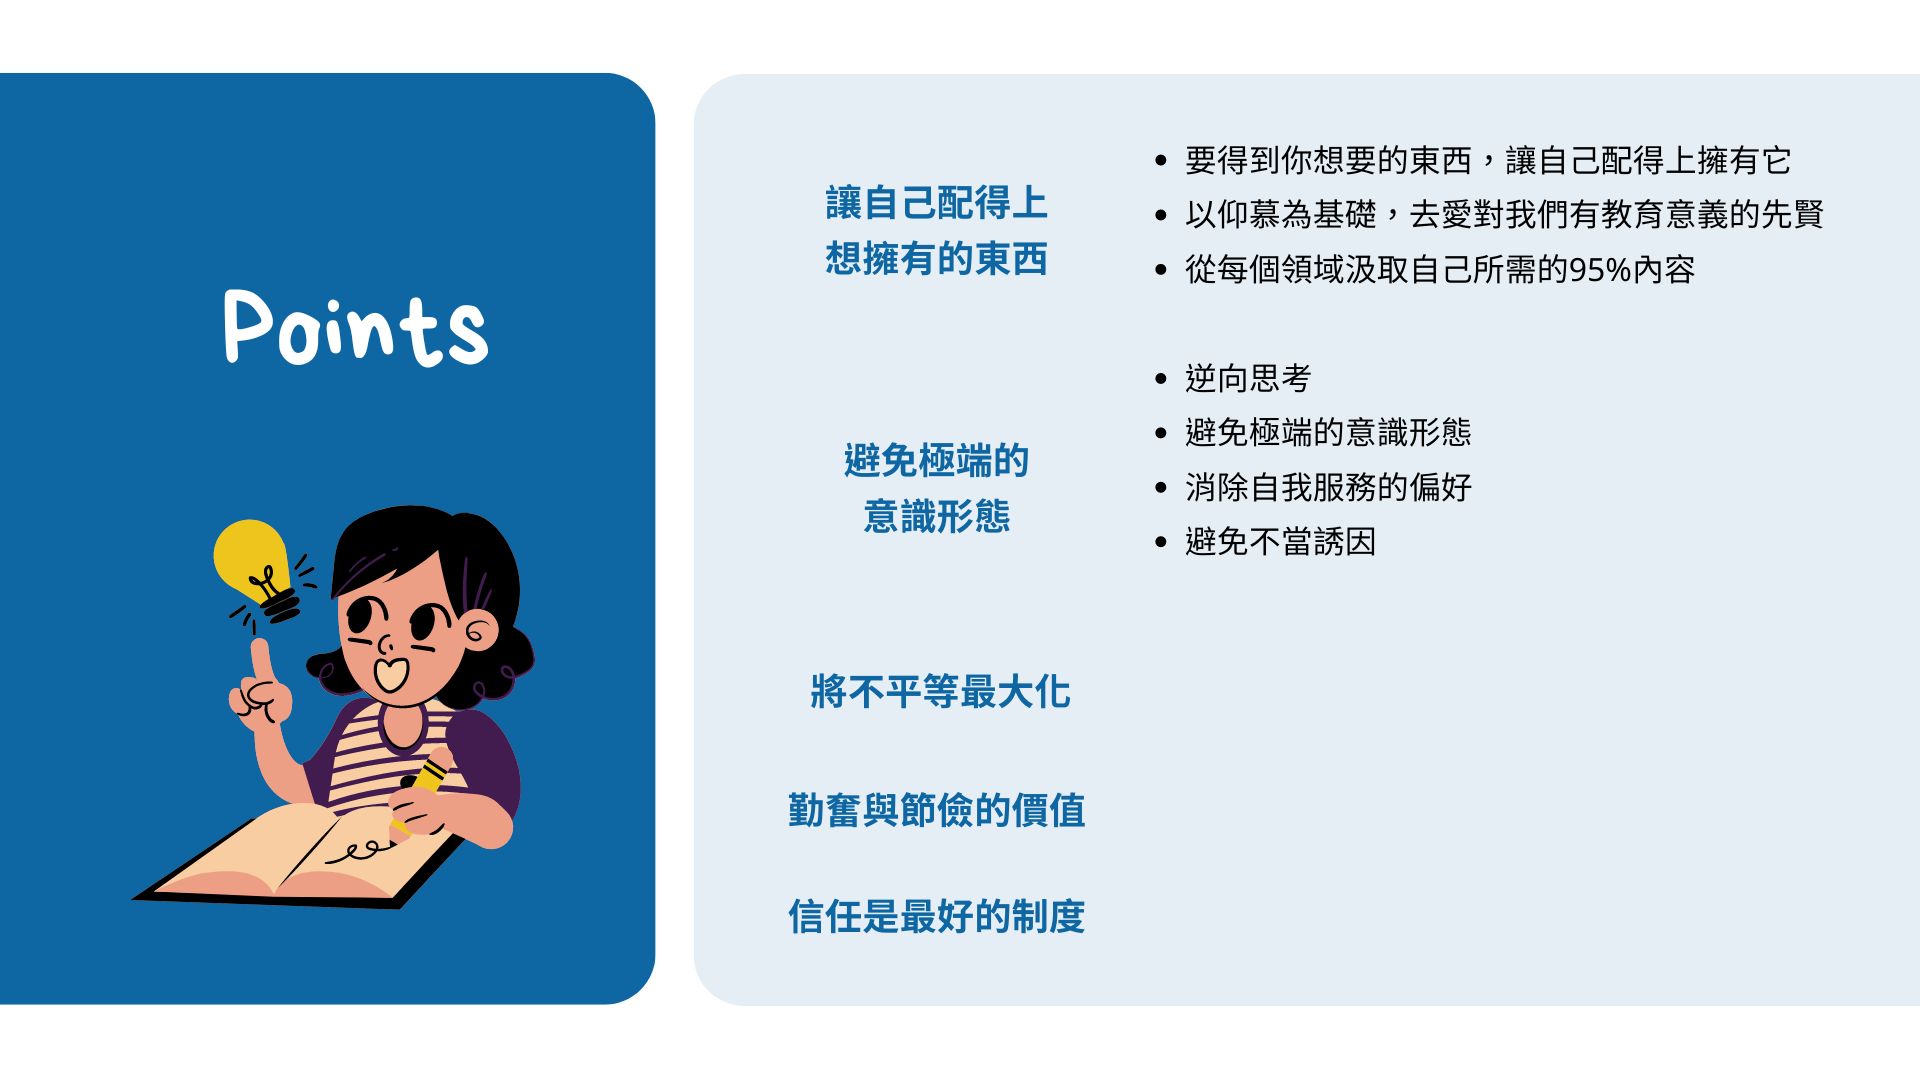 Points
讓自己配得上
想擁有的東西
要得到你想要的東西，讓自己配得上擁有它
以仰慕為基礎，去愛對我們有教育意義的先賢
從每個領域汲取自己所需的95%內容
避免極端的
意識形態
逆向思考
避免極端的意識形態
消除自我服務的偏好
避免不當誘因
將不平等最大化
勤奮與節儉的價值
信任是最好的制度